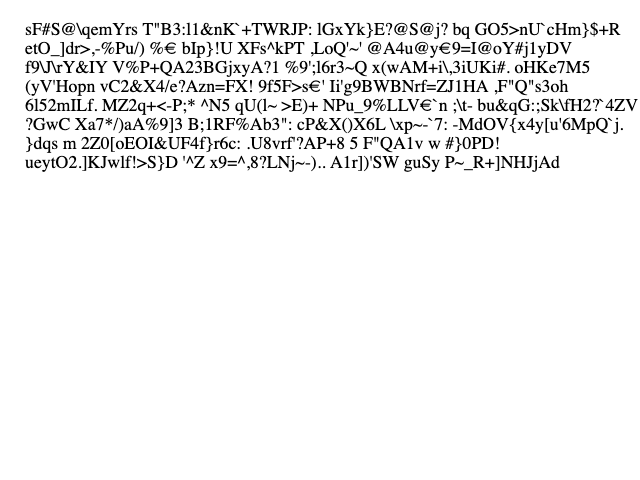 sF#S@\qemYrs T"B3:l1&nK`+TWRJP: lGxYk}E?@S@j? bq GO5>nU`cHm}$+R
etO_]dr>,-%Pu/) %€ bIp}!U XFs^kPT ,LoQ'~' @A4u@y€9=I@oY#j1yDV
f9\J\rY&IY V%P+QA23BGjxyA?1 %9';l6r3~Q x(wAM+i\,3iUKi#. oHKe7M5
(yV'Hopn vC2&X4/e?Azn=FX! 9f5F>s€' Ii'g9BWBNrf=ZJ1HA ,F"Q"s3oh
6l52mILf. MZ2q+<-P;* ^N5 qU(l~ >E)+ NPu_9%LLV€`n ;\t- bu&qG:;Sk\fH2?`4ZV
?GwC Xa7*/)aA%9]3 B;1RF%Ab3": cP&X()X6L \xp~-`7: -MdOV{x4y[u'6MpQ`j.
}dqs m 2Z0[oEOI&UF4f}r6c: .U8vrf'?AP+8 5 F"QA1v w #}0PD!
ueytO2.]KJwlf!>S}D '^Z x9=^,8?LNj~-).. A1r])'SW guSy P~_R+]NHJjAd